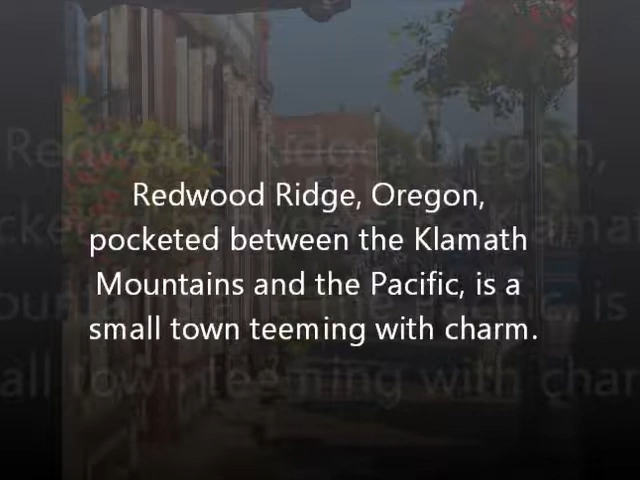 Redwood Ridge, Oregon,
pocketed between the Klamath
Mountains and the Pacific, is a
small town teeming with charm.